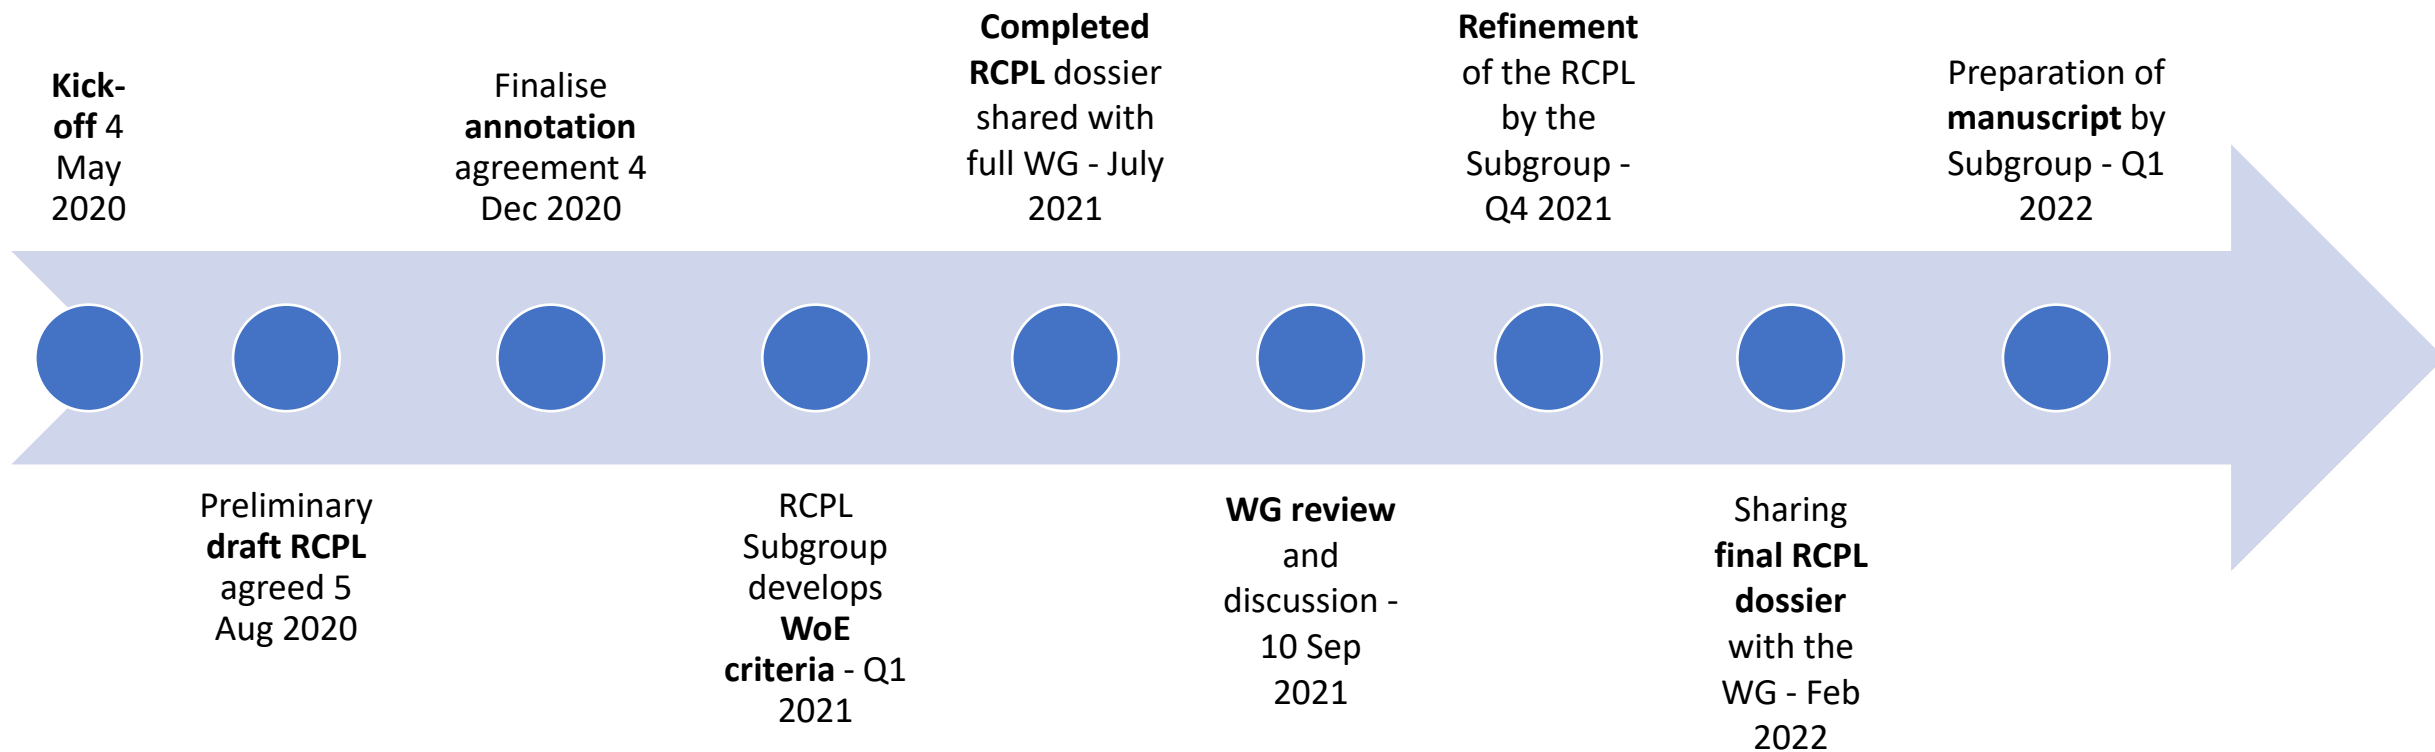 Kick-
off 4
May
2020
Preliminary
draft RCPL
agreed 5
Aug 2020
Finalise
annotation
agreement 4
Dec 2020
RCPL
Subgroup
develops
WoE
criteria - Q1
2021
Completed
RCPL dossier
shared with
full WG - July
2021
WG review
and
discussion -
10 Sep
2021
Refinement
of the RCPL
by the
Subgroup -
Q4 2021
Sharing
final RCPL
dossier
with the
WG - Feb
2022
Preparation of
manuscript by
Subgroup - Q1
2022